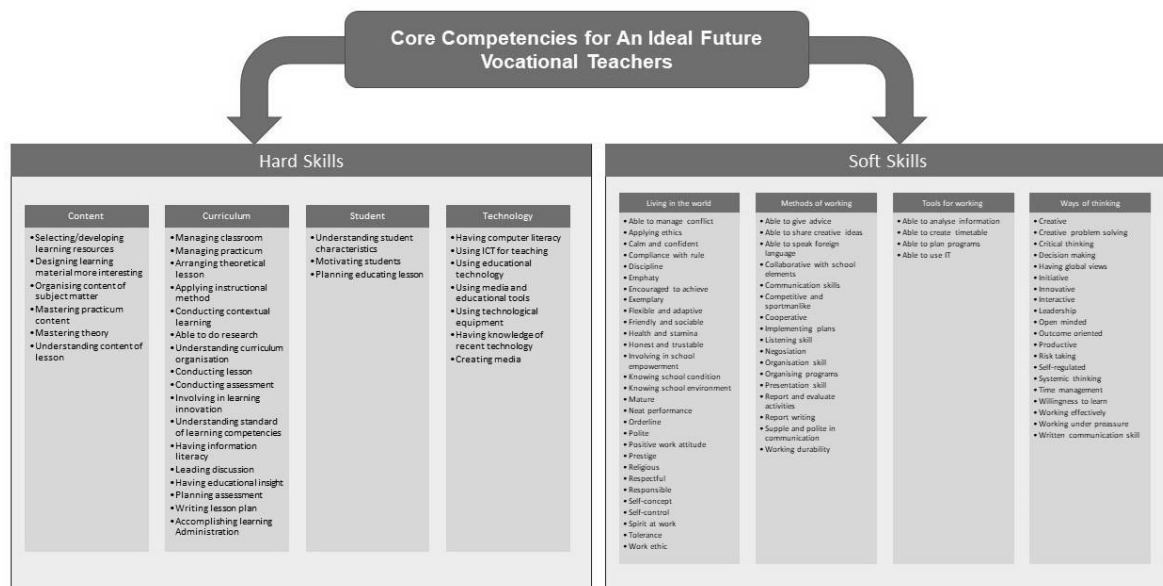 Core Competencies for An Ideal Future
Vocational Teachers
Hard Skills
Content
• Selecting/developing
learning resources
• Designing learning
material more interesting
• Organising content of
subject matter
• Mastering practicum
content
• Mastering theory
• Understanding content of
lesson
Curriculum
• Managing classroom
• Managing practicum
• Arranging theoretical
lesson
• Applying instructional
method
• Conducting contextual
learning
• Able to do research
• Understanding curriculum
organisation
• Conducting lesson
• Conducting assessment
• Involving in learning
innovation
• Understanding standard
of learning competencies
• Having information
literacy
• Leading discussion
• Having educational insight
• Planning assessment
• Writing lesson plan
• Accomplishing learning
Administration
Student
• Understanding student
characteristics
• Motivating students
• Planning educating lesson
Technology
• Having computer literacy
• Using ICT for teaching
• Using educational
technology
• Using media and
educational tools
• Using technological
equipment
• Having knowledge of
recent technology
• Creating media
Soft Skills
Living in the world
• Able to manage conflict
• Applying ethics
• Calm and confident
• Compliance with rule
• Discipline
• Emphaty
• Encouraged to achieve
• Exemplary
• Flexible and adaptive
• Friendly and sociable
• Health and stamina
• Honest and trustable
• Involving in school
empowerment
• Knowing school condition
• Knowing school environment
• Mature
• Neat performance
• Orderline
• Polite
• Positive work attitude
• Prestige
• Religious
• Respectful
• Responsible
• Self-concept
• Self-control
• Spirit at work
• Tolerance
• Work ethic
Methods of working
• Able to give advice
• Able to share creative ideas
• Able to speak foreign
language
• Collaborative with school
elements
• Communication skills
• Competitive and
sportmanlike
• Cooperative
• Implementing plans
• Listening skill
• Negosiation
• Organisation skill
• Organising programs
• Presentation skill
• Report and evaluate
activities
• Report writing
• Supple and polite in
communication
• Working durability
Tools for working
• Able to analyse information
• Able to create timetable
• Able to plan programs
• Able to use IT
Ways of thinking
• Creative
• Creative problem solving
• Critical thinking
• Decision making
• Having global views
• Initiative
• Innovative
• Interactive
• Leadership
• Open minded
• Outcome oriented
• Productive
• Risk taking
• Self-regulated
• Systemic thinking
• Time management
• Willingness to learn
• Working effectively
• Working under preassure
• Written communication skill